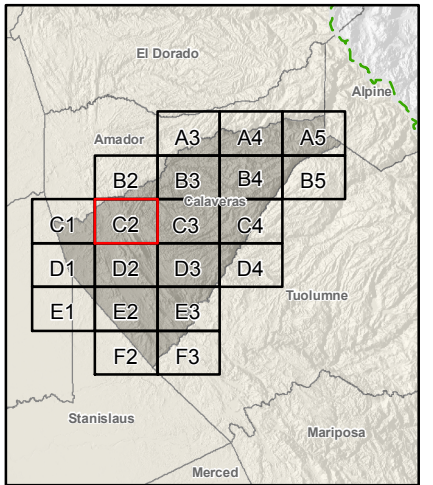 El Dorado
Alpine
Amador
A3 A4 A5
B2 B3 B4 B5
Calaveras
C1 C2 C3 C4
D1 D2 D3 D4
Tuolumne
E1 E2 E3
F2 F3
Stanislaus
Mariposa
Merced